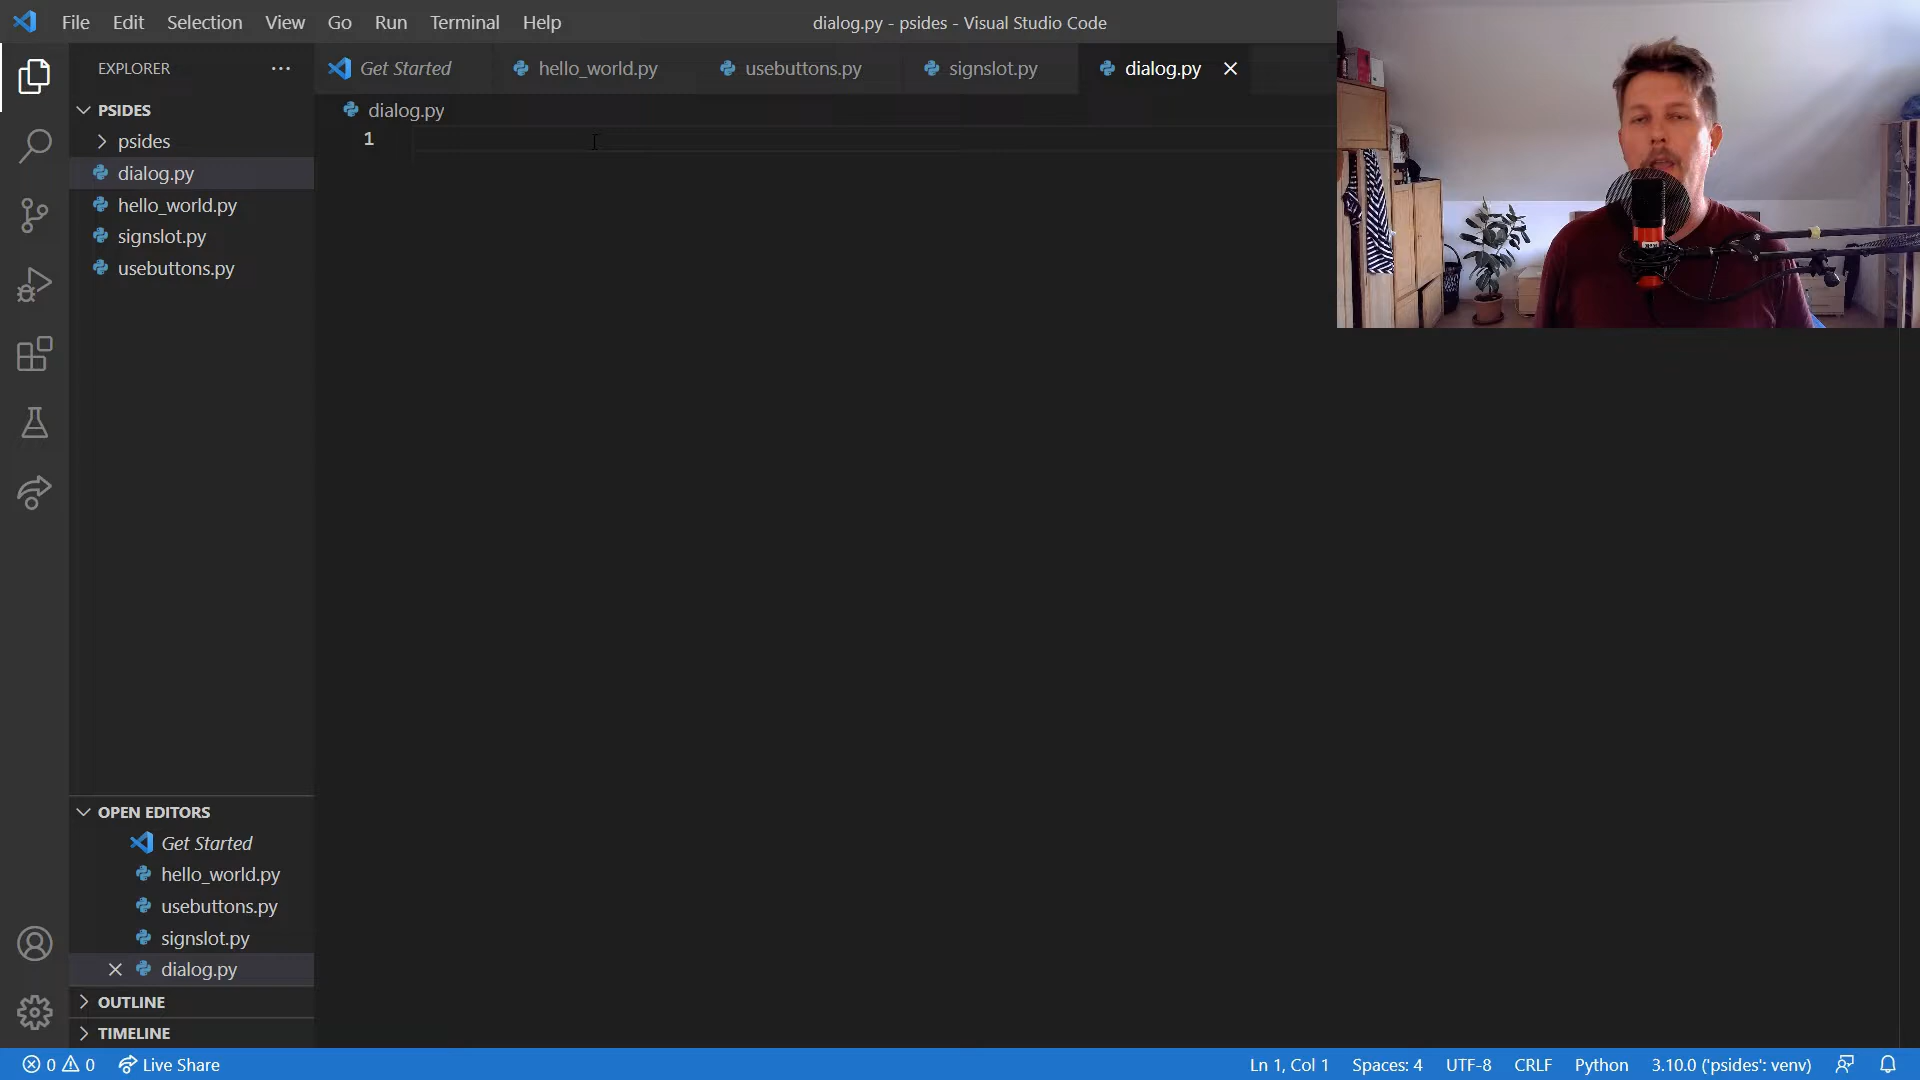 File Edit Selection View Go Run Terminal Help dialog.py - psides - Visual Studio Code
EXPLORER
Get Started hello_world.py usebuttons.py signslot.py dialog.py
PSIDES
dialog.py
psides
1
dialog.py
hello_world.py
signslot.py
usebuttons.py
OPEN EDITORS
Get Started
hello_world.py
usebuttons.py
signslot.py
dialog.py
OUTLINE
TIMELINE
0 0 Live Share Ln 1, Col 1 Spaces: 4 UTF-8 CRLF Python 3.10.0 ('psides': venv)